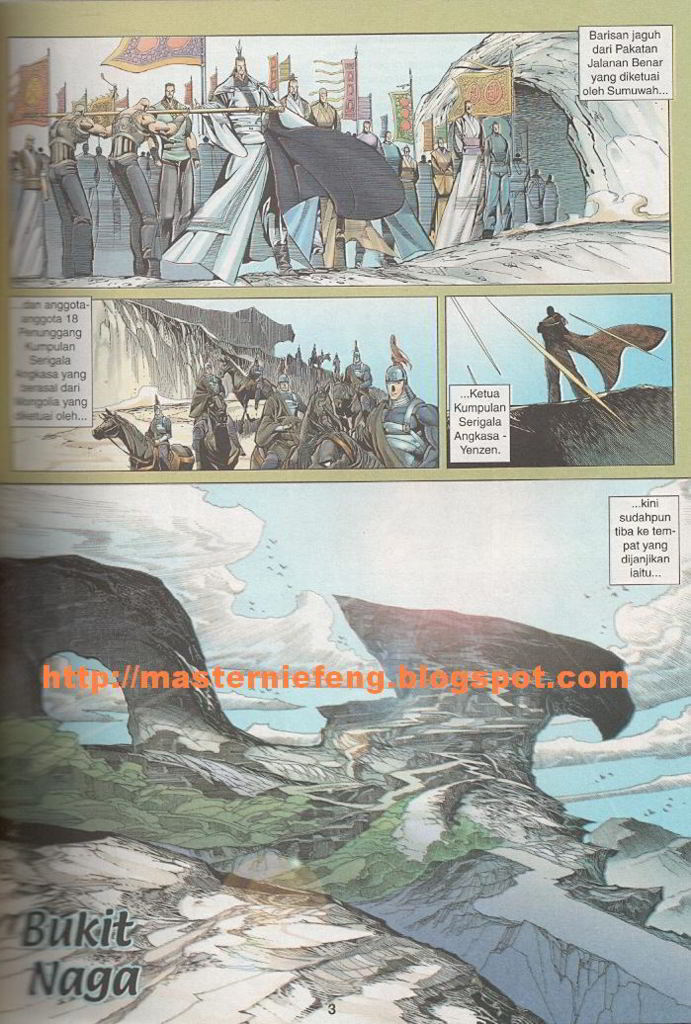 Barisan jaguh
dari Pakatan
Jalanan Benar
yang diketuai
oleh Sumuwah...
...dan anggota-
anggota 18
Penunggang
Kumpulan
Serigala
Angkasa yang
berasal dari
Mongolia yang
diketuai oleh...
...Ketua
Kumpulan
Serigala
Angkasa -
Yenzen.
...kini
sudahpun
tiba ke tem-
pat yang
dijanjikan
iaitu...
http://masterniefeng.blogspot.com
Bukit
Naga
3